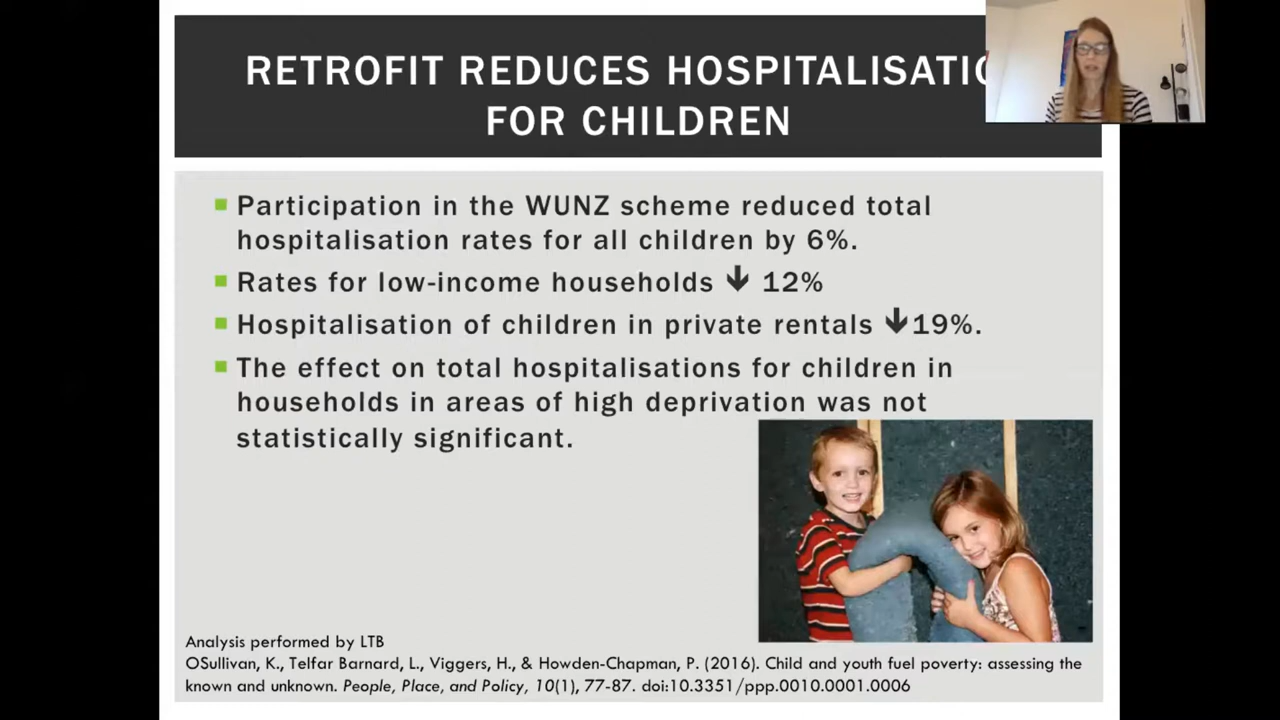 RETROFIT REDUCES HOSPITALISATIO
FOR CHILDREN
Participation in the WUNZ scheme reduced total
hospitalisation rates for all children by 6%.
Rates for low-income households ↓ 12%
Hospitalisation of children in private rentals ↓19%.
The effect on total hospitalisations for children in
households in areas of high deprivation was not
statistically significant.
Analysis performed by LTB
OSullivan, K., Telfar Barnard, L., Viggers, H., & Howden-Chapman, P. (2016). Child and youth fuel poverty: assessing the
known and unknown. People, Place, and Policy, 10(1), 77-87. doi:10.3351/ppp.0010.0001.0006